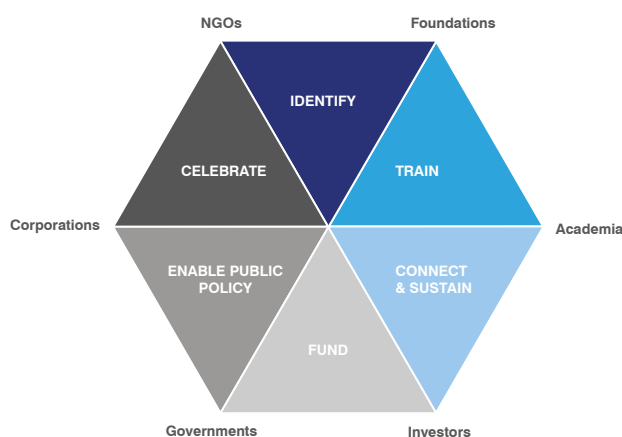 NGOs
Foundations
IDENTIFY
CELEBRATE
TRAIN
Corporations
Academia
ENABLE PUBLIC
POLICY
CONNECT
& SUSTAIN
FUND
Governments
Investors